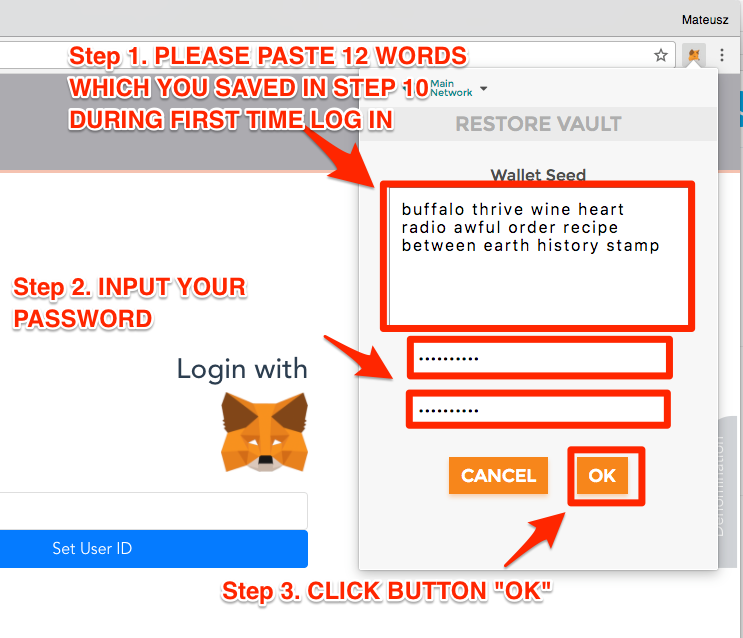 Mateusz
Step 1. PLEASE PASTE 12 WORDS
WHICH YOU SAVED IN STEP 10
DURING FIRST TIME LOG IN
Main
Network
RESTORE VAULT
Wallet Seed
buffalo thrive wine heart
radio awful order recipe
between earth history stamp
Step 2. INPUT YOUR
PASSWORD
••••••••••
••••••••••
Login with
CANCEL
OK
Denomination
Set User ID
Step 3. CLICK BUTTON "OK"